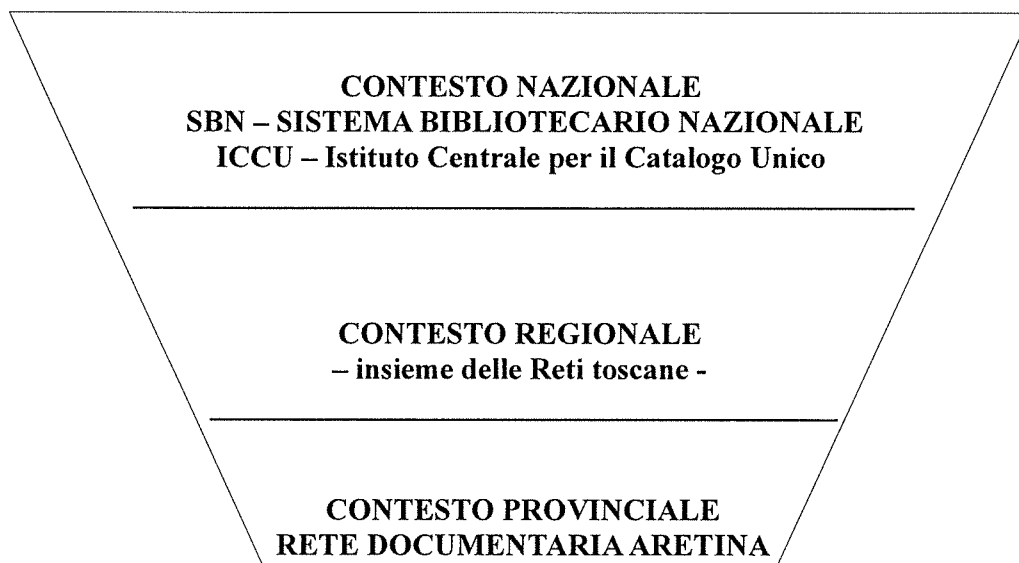 CONTESTO NAZIONALE
SBN – SISTEMA BIBLIOTECARIO NAZIONALE
ICCU – Istituto Centrale per il Catalogo Unico
CONTESTO REGIONALE
– insieme delle Reti toscane -
CONTESTO PROVINCIALE
RETE DOCUMENTARIA ARETINA